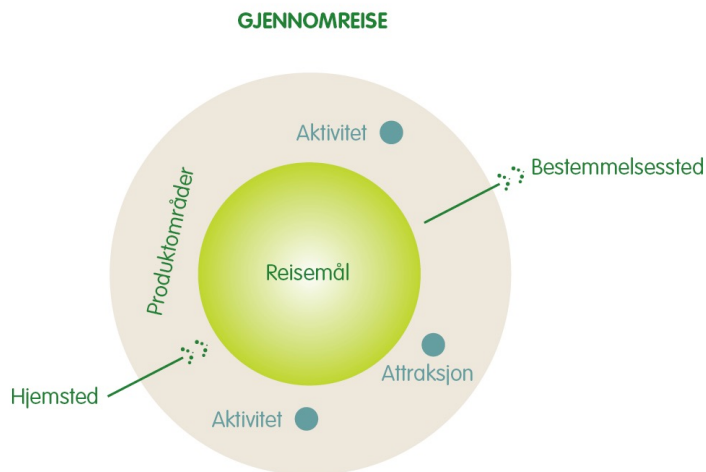 GJENNOMREISE
Aktivitet
Bestemmelsessted
Produktområder
Reisemål
Attraksjon
Hjemsted
Aktivitet